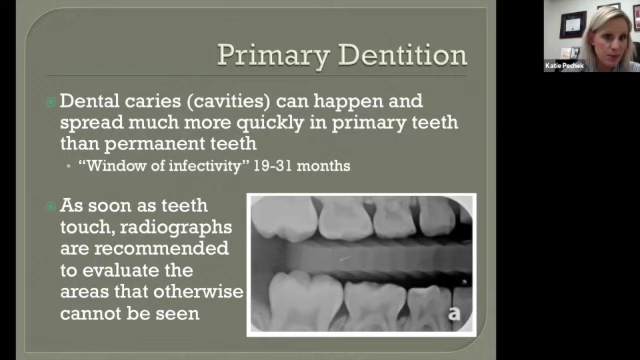 Primary Dentition
Dental caries (cavities) can happen and
spread much more quickly in primary teeth
than permanent teeth
"Window of infectivity" 19-31 months
As soon as teeth
touch, radiographs
are recommended
to evaluate the
areas that otherwise
cannot be seen
a
Katie Pechek